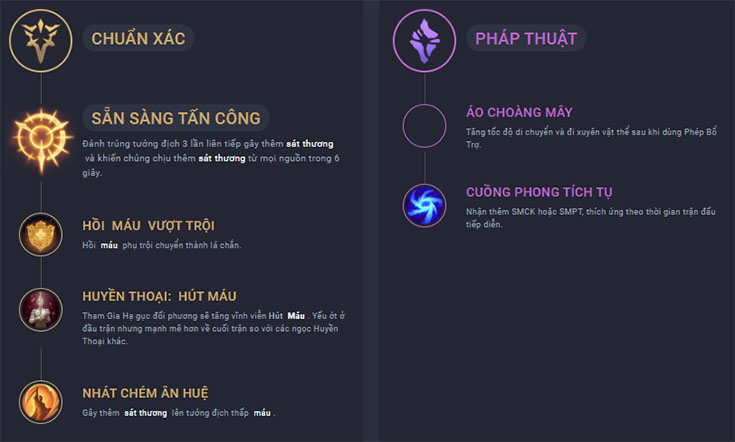 CHUẨN XÁC
SẴN SÀNG TẤN CÔNG
Đánh trúng tướng địch 3 lần liên tiếp gây thêm sát thương
và khiến chúng chịu thêm sát thương từ mọi nguồn trong 6
giây.
HỒI MÁU VƯỢT TRỘI
Hồi máu phụ trội chuyển thành lá chắn.
HUYỀN THOẠI: HÚT MÁU
Tham Gia Hạ gục đối phương sẽ tăng vĩnh viễn Hút Máu . Yếu ớt ở
đầu trận nhưng mạnh mẽ hơn về cuối trận so với các ngọc Huyền
Thoại khác.
NHÁT CHÉM ÂN HUỆ
Gây thêm sát thương lên tướng địch thấp máu .
PHÁP THUẬT
ÁO CHOÀNG MÂY
Tăng tốc độ di chuyển và đi xuyên vật thể sau khi dùng Phép Bổ
Trợ.
CUỒNG PHONG TÍCH TỤ
Nhận thêm SMCK hoặc SMPT, thích ứng theo thời gian trận đấu
tiếp diễn.